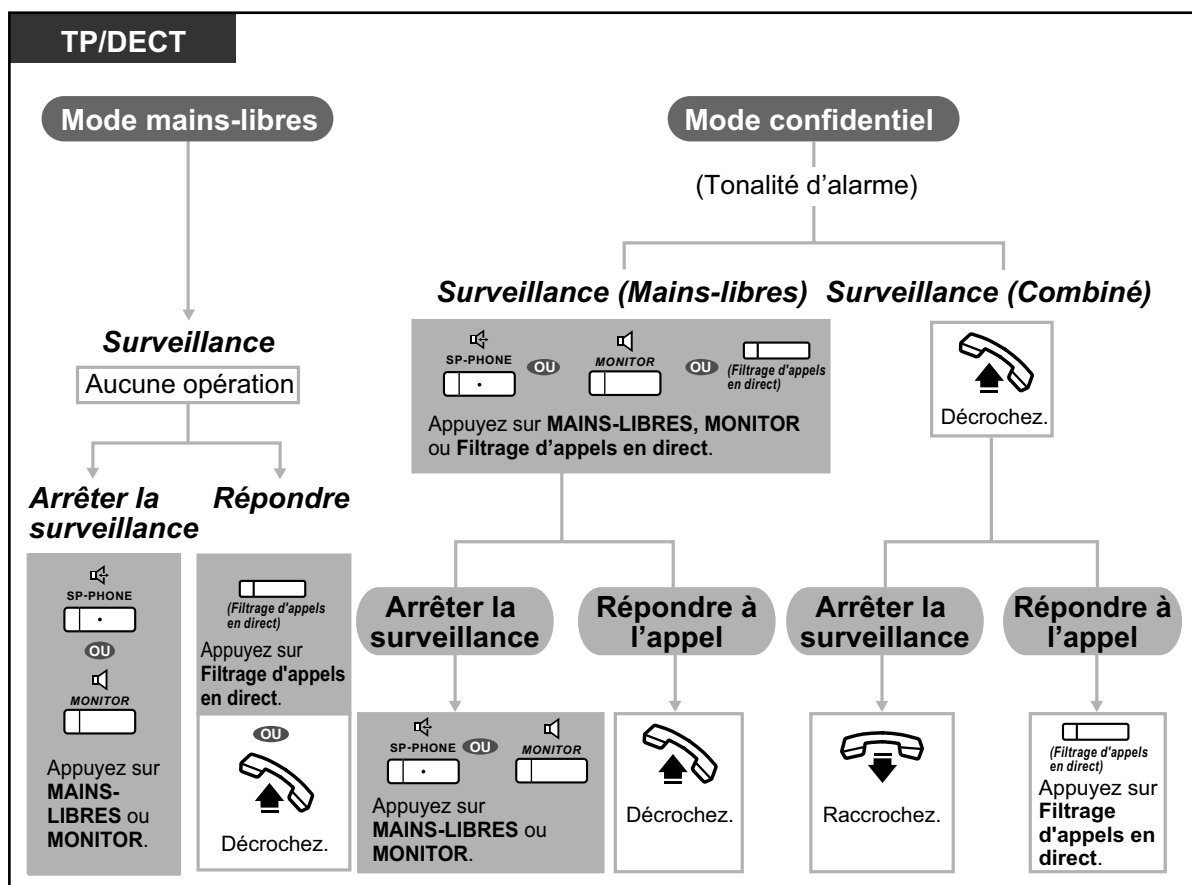 TP/DECT
Mode mains-libres
Surveillance
Aucune opération
Arrêter la
surveillance
SP-PHONE
OU
MONITOR
Appuyez sur
MAINS-
LIBRES ou
MONITOR.
Répondre
(Filtrage d'appels
en direct)
Appuyez sur
Filtrage d'appels
en direct.
OU
Décrochez.
Mode confidentiel
(Tonalité d’alarme)
Surveillance (Mains-libres)
SP-PHONE
OU
MONITOR
OU
(Filtrage d'appels
en direct)
Appuyez sur MAINS-LIBRES, MONITOR
ou Filtrage d’appels en direct.
Arrêter la
surveillance
SP-PHONE
OU
MONITOR
Appuyez sur
MAINS-LIBRES ou
MONITOR.
Répondre à
l’appel
Décrochez.
Surveillance (Combiné)
Décrochez.
Arrêter la
surveillance
Raccrochez.
Répondre à
l’appel
(Filtrage d'appels
en direct)
Appuyez sur
Filtrage
d'appels en
direct.